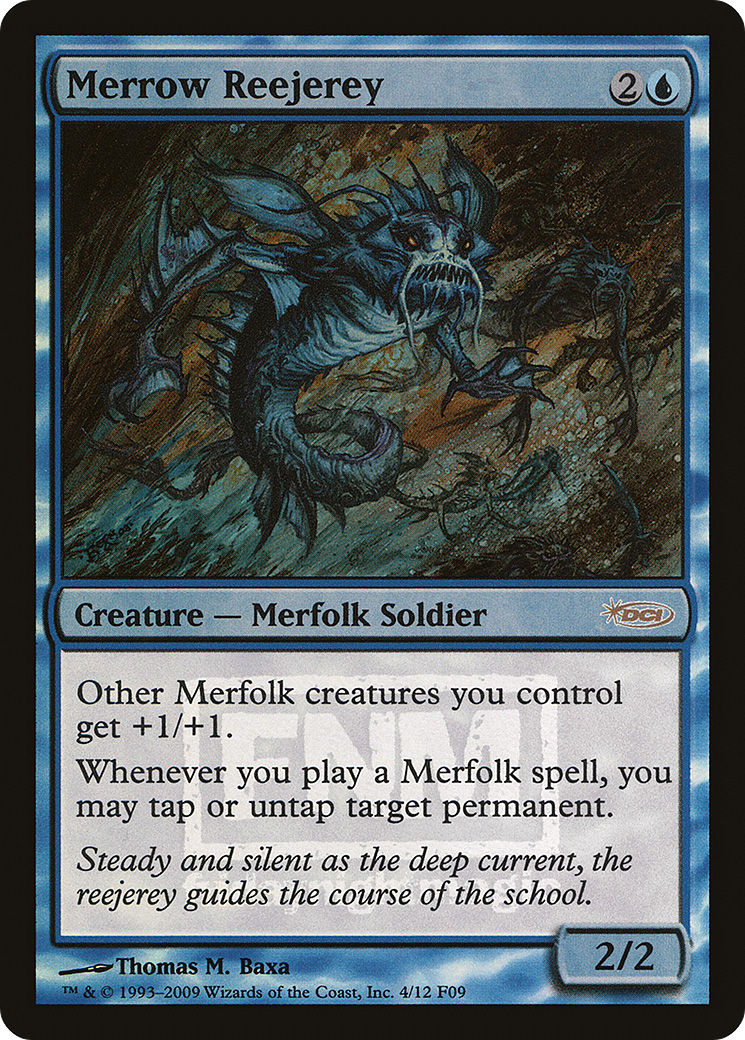 Merrow Reejerey
2
Creature — Merfolk Soldier
DCI
Other Merfolk creatures you control
get +1/+1.
Whenever you play a Merfolk spell, you
may tap or untap target permanent.
FNM
Steady and silent as the deep current, the
reejerey guides the course of the school.
2/2
Thomas M. Baxa
™ & © 1993–2009 Wizards of the Coast, Inc. 4/12 F09